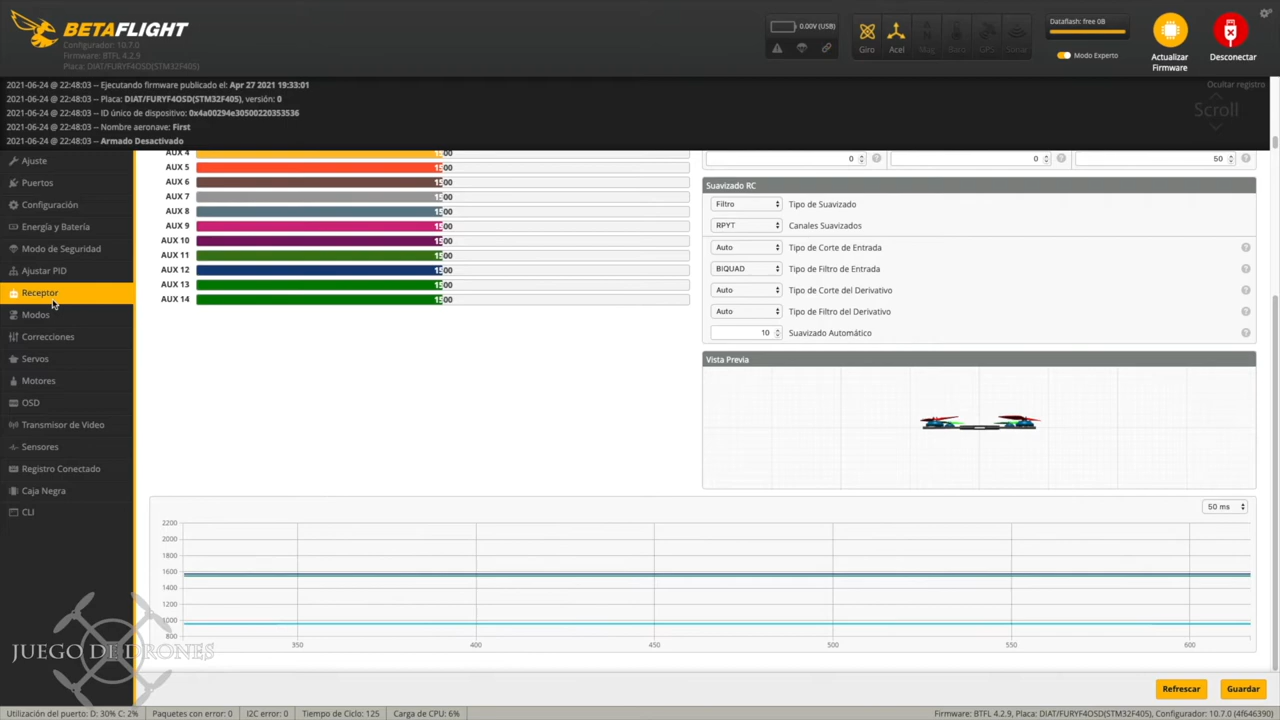 BETAFLIGHT
Configurador: 10.7.0
Firmware: BTFL 4.2.9
Placa: DIAT/FURYF4OSD(STM32F405)
0.00V (USB)
Giro
Acel
Mag
Baro
GPS
Sonar
Dataflash: free 0B
Modo Experto
Actualizar
Firmware
Desconectar
2021-06-24 @ 22:48:03 -- Ejecutando firmware publicado el: Apr 27 2021 19:33:01
2021-06-24 @ 22:48:03 -- Placa: DIAT/FURYF4OSD(STM32F405), versión: 0
2021-06-24 @ 22:48:03 -- ID único de dispositivo: 0x4a00294e30500220353536
2021-06-24 @ 22:48:03 -- Nombre aeronave: First
2021-06-24 @ 22:48:03 -- Armado Desactivado
Ocultar registro
Scroll
Ajuste
Puertos
Configuración
Energía y Batería
Modo de Seguridad
Ajustar PID
Receptor
Modos
Correcciones
Servos
Motores
OSD
Transmisor de Video
Sensores
Registro Conectado
Caja Negra
CLI
AUX 4 1500
AUX 5 1500
AUX 6 1500
AUX 7 1500
AUX 8 1500
AUX 9 1500
AUX 10 1500
AUX 11 1500
AUX 12 1500
AUX 13 1500
AUX 14 1500
0 0 50
Suavizado RC
Filtro Tipo de Suavizado
RPYT Canales Suavizados
Auto Tipo de Corte de Entrada
BIQUAD Tipo de Filtro de Entrada
Auto Tipo de Corte del Derivativo
Auto Tipo de Filtro del Derivativo
10 Suavizado Automático
Vista Previa
50 ms
2200
2000
1800
1600
1400
1200
1000
800
350 400 450 500 550 600
JUEGO DE DRONES
Refrescar
Guardar
Utilización del puerto: D: 30% C: 2%
Paquetes con error: 0
I2C error: 0
Tiempo de Ciclo: 125
Carga de CPU: 6%
Firmware: BTFL 4.2.9, Placa: DIAT/FURYF4OSD(STM32F405), Configurador: 10.7.0 (4f646390)